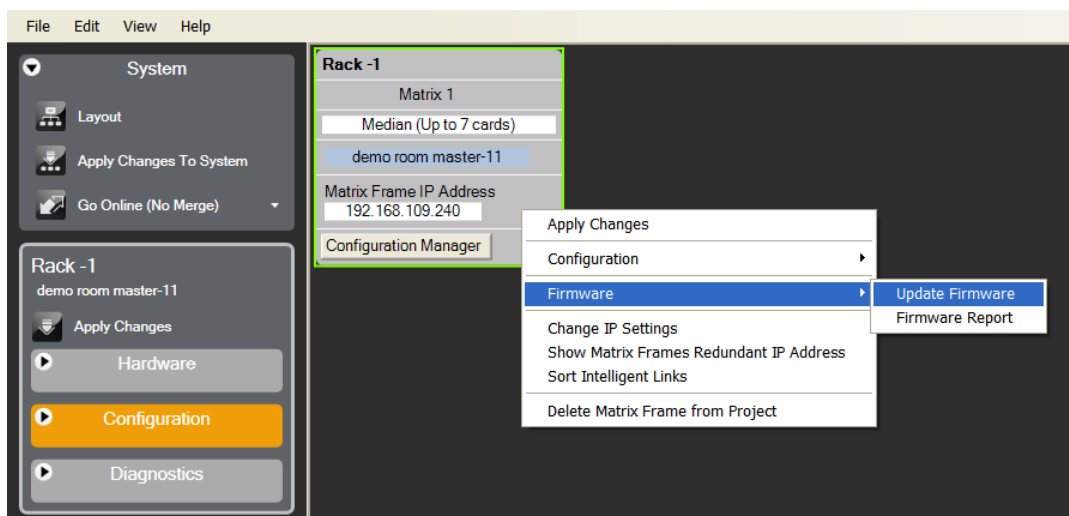 File Edit View Help
System
Layout
Apply Changes To System
Go Online (No Merge)
Rack -1
demo room master-11
Apply Changes
Hardware
Configuration
Diagnostics
Rack -1
Matrix 1
Median (Up to 7 cards)
demo room master-11
Matrix Frame IP Address
192.168.109.240
Configuration Manager
Apply Changes
Configuration
Firmware
Change IP Settings
Show Matrix Frames Redundant IP Address
Sort Intelligent Links
Delete Matrix Frame from Project
Update Firmware
Firmware Report